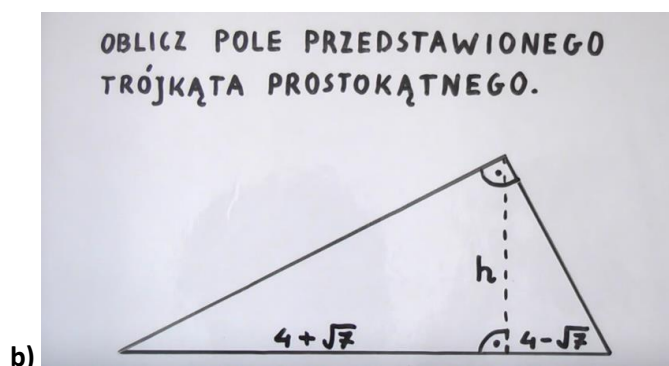 OBLICZ POLE PRZEDSTAWIONEGO
TRÓJKĄTA PROSTOKĄTNEGO.
h
4+√7
4-√7
b)